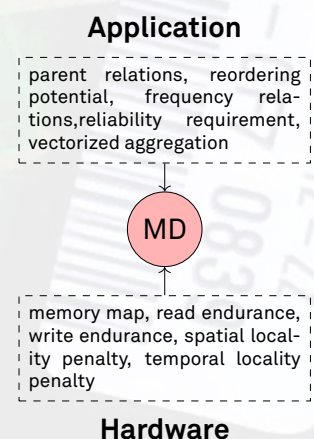 Application
parent relations, reordering
potential, frequency rela-
tions,reliability requirement,
vectorized aggregation
MD
memory map, read endurance,
write endurance, spatial local-
ity penalty, temporal locality
penalty
Hardware